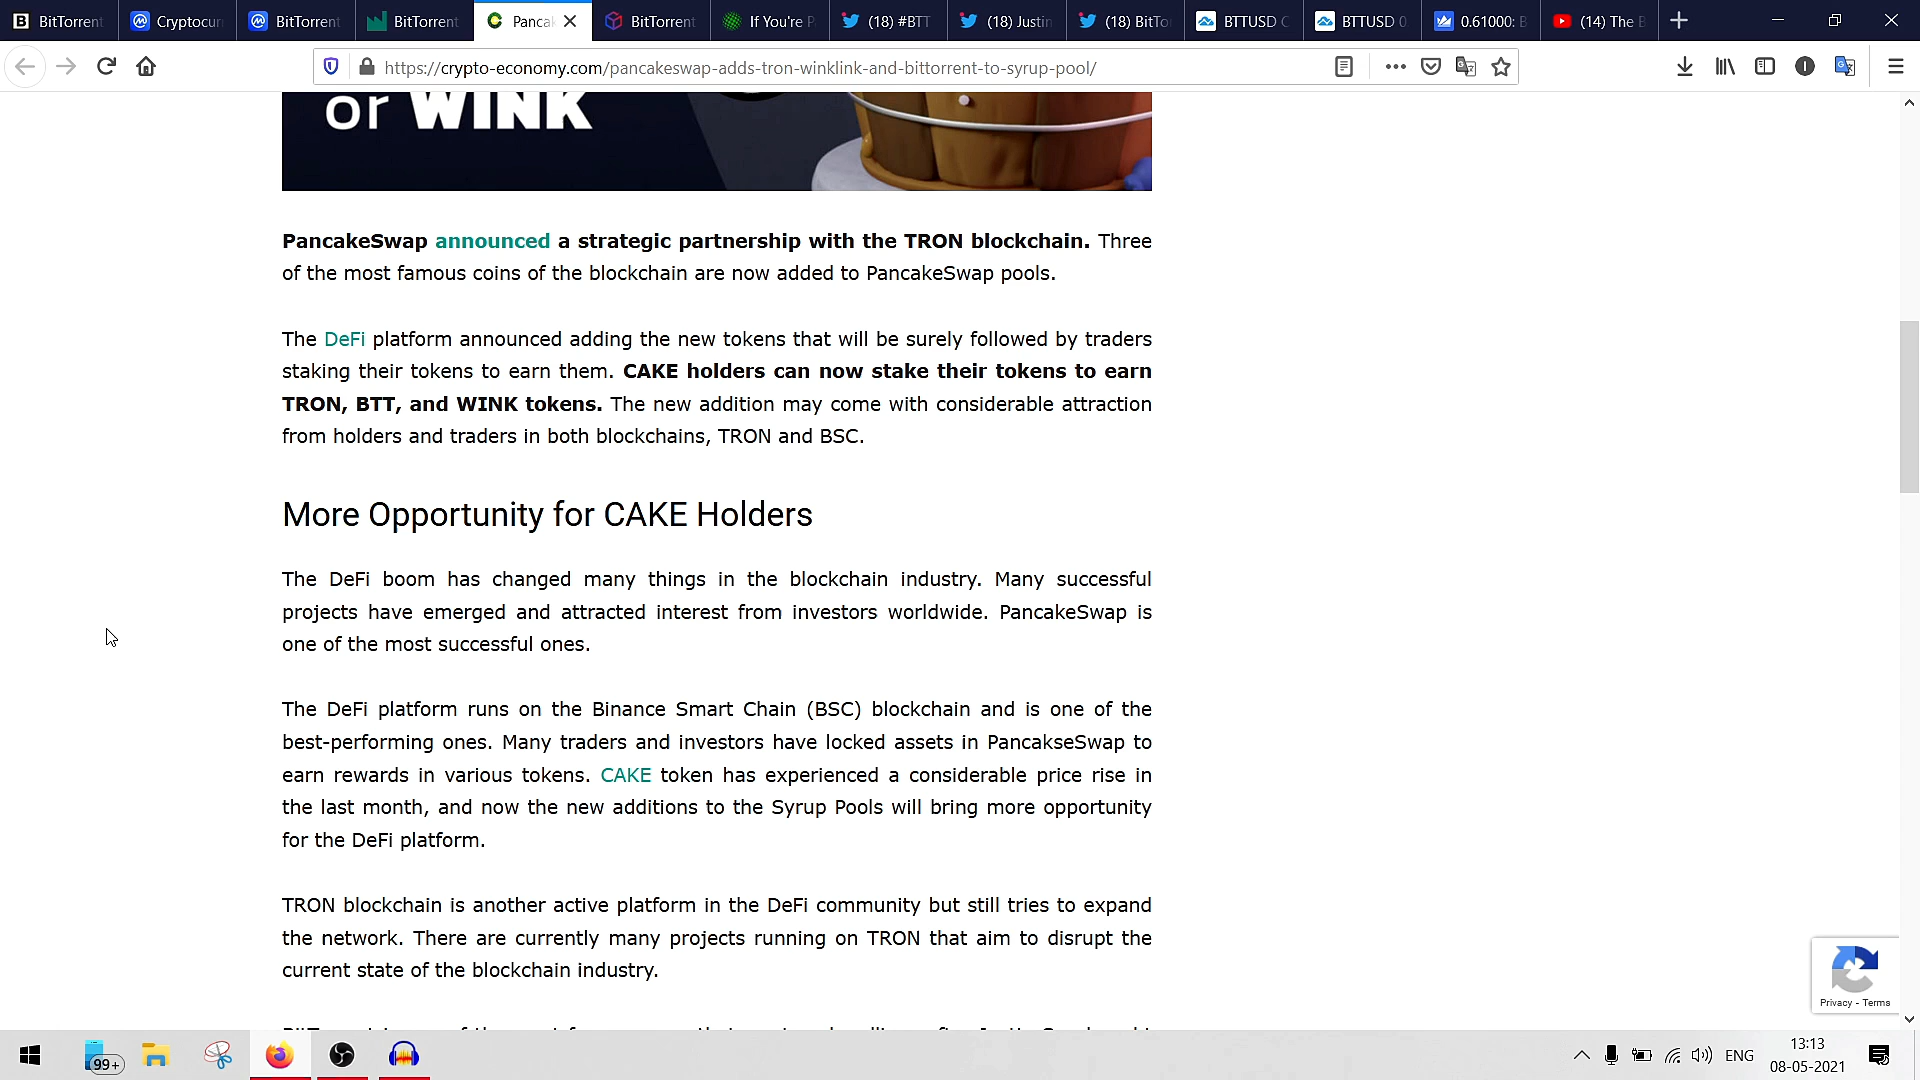 BitTorrent
Cryptocurr
BitTorrent
BitTorrent
Pancak
BitTorrent
If You're P
(18) #BTT
(18) Justin
(18) BitTo
BTTUSD C
BTTUSD 0
0.61000: B
(14) The B
https://crypto-economy.com/pancakeswap-adds-tron-winklink-and-bittorrent-to-syrup-pool/
or WINK
PancakeSwap announced a strategic partnership with the TRON blockchain. Three
of the most famous coins of the blockchain are now added to PancakeSwap pools.
The DeFi platform announced adding the new tokens that will be surely followed by traders
staking their tokens to earn them. CAKE holders can now stake their tokens to earn
TRON, BTT, and WINK tokens. The new addition may come with considerable attraction
from holders and traders in both blockchains, TRON and BSC.
More Opportunity for CAKE Holders
The DeFi boom has changed many things in the blockchain industry. Many successful
projects have emerged and attracted interest from investors worldwide. PancakeSwap is
one of the most successful ones.
The DeFi platform runs on the Binance Smart Chain (BSC) blockchain and is one of the
best-performing ones. Many traders and investors have locked assets in PancakseSwap to
earn rewards in various tokens. CAKE token has experienced a considerable price rise in
the last month, and now the new additions to the Syrup Pools will bring more opportunity
for the DeFi platform.
TRON blockchain is another active platform in the DeFi community but still tries to expand
the network. There are currently many projects running on TRON that aim to disrupt the
current state of the blockchain industry.
Privacy - Terms
99+
ENG
13:13
08-05-2021